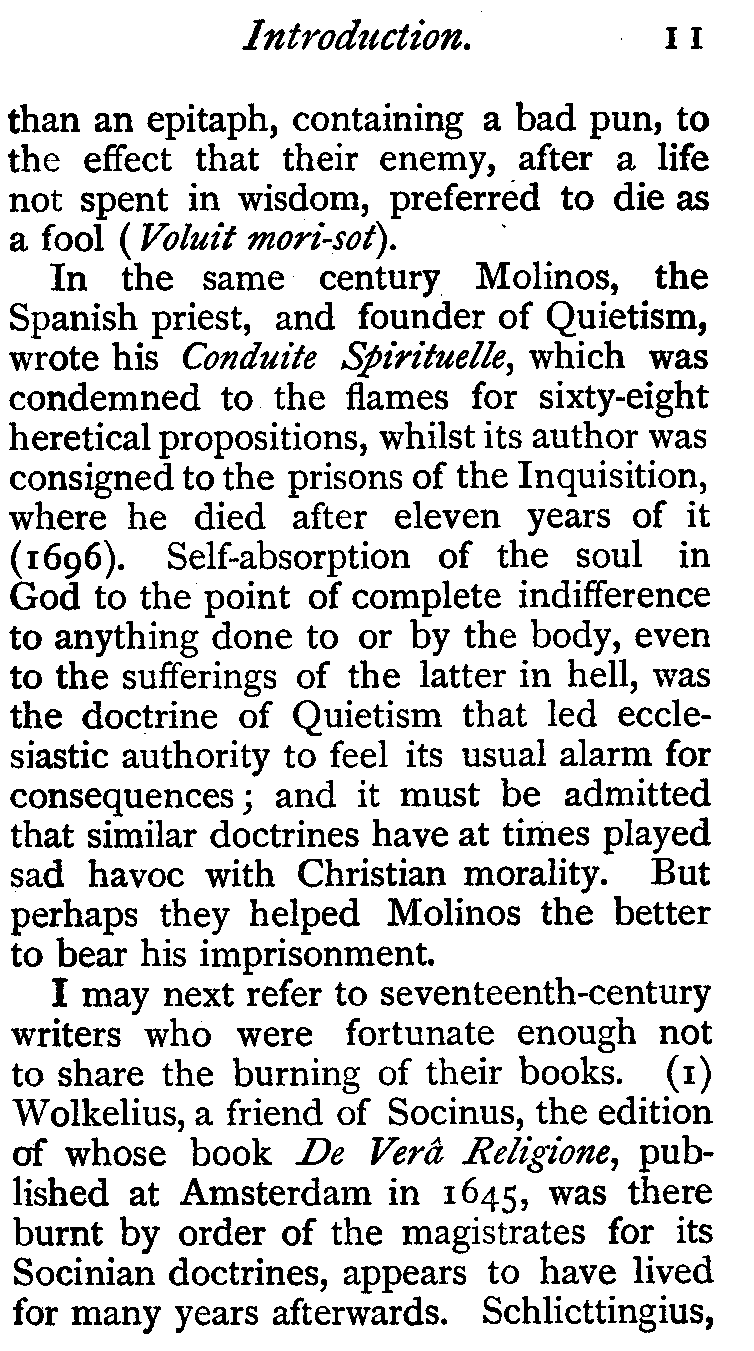 Introduction. 11
than an epitaph, containing a bad pun, to
the effect that their enemy, after a life
not spent in wisdom, preferred to die as
a fool (Voluit mori-sot).
In the same century Molinos, the
Spanish priest, and founder of Quietism,
wrote his Conduite Spirituelle, which was
condemned to the flames for sixty-eight
heretical propositions, whilst its author was
consigned to the prisons of the Inquisition,
where he died after eleven years of it
(1696). Self-absorption of the soul in
God to the point of complete indifference
to anything done to or by the body, even
to the sufferings of the latter in hell, was
the doctrine of Quietism that led eccle-
siastic authority to feel its usual alarm for
consequences; and it must be admitted
that similar doctrines have at times played
sad havoc with Christian morality. But
perhaps they helped Molinos the better
to bear his imprisonment.
I may next refer to seventeenth-century
writers who were fortunate enough not
to share the burning of their books. (1)
Wolkelius, a friend of Socinus, the edition
of whose book De Verâ Religione, pub-
lished at Amsterdam in 1645, was there
burnt by order of the magistrates for its
Socinian doctrines, appears to have lived
for many years afterwards. Schlicttingius,